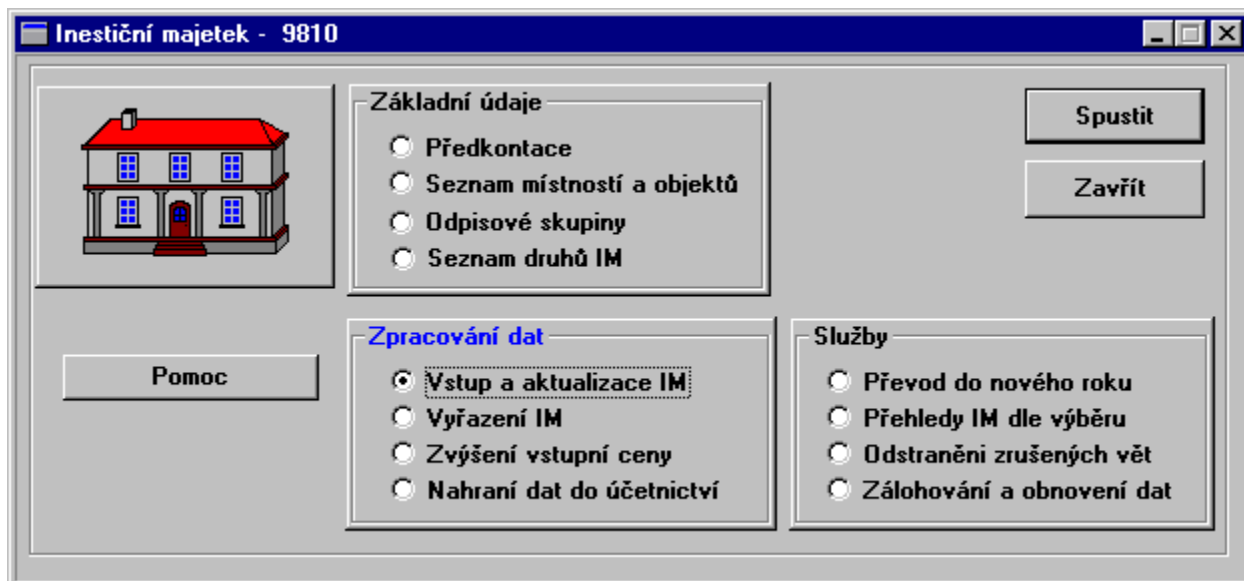 Inestiční majetek - 9810
Základní údaje
Předkontace
Seznam místností a objektů
Odpisové skupiny
Seznam druhů IM
Spustit
Zavřít
Pomoc
Zpracování dat
Vstup a aktualizace IM
Vyřazení IM
Zvýšení vstupní ceny
Nahraní dat do účetnictví
Služby
Převod do nového roku
Přehledy IM dle výběru
Odstraněni zrušených vět
Zálohování a obnovení dat